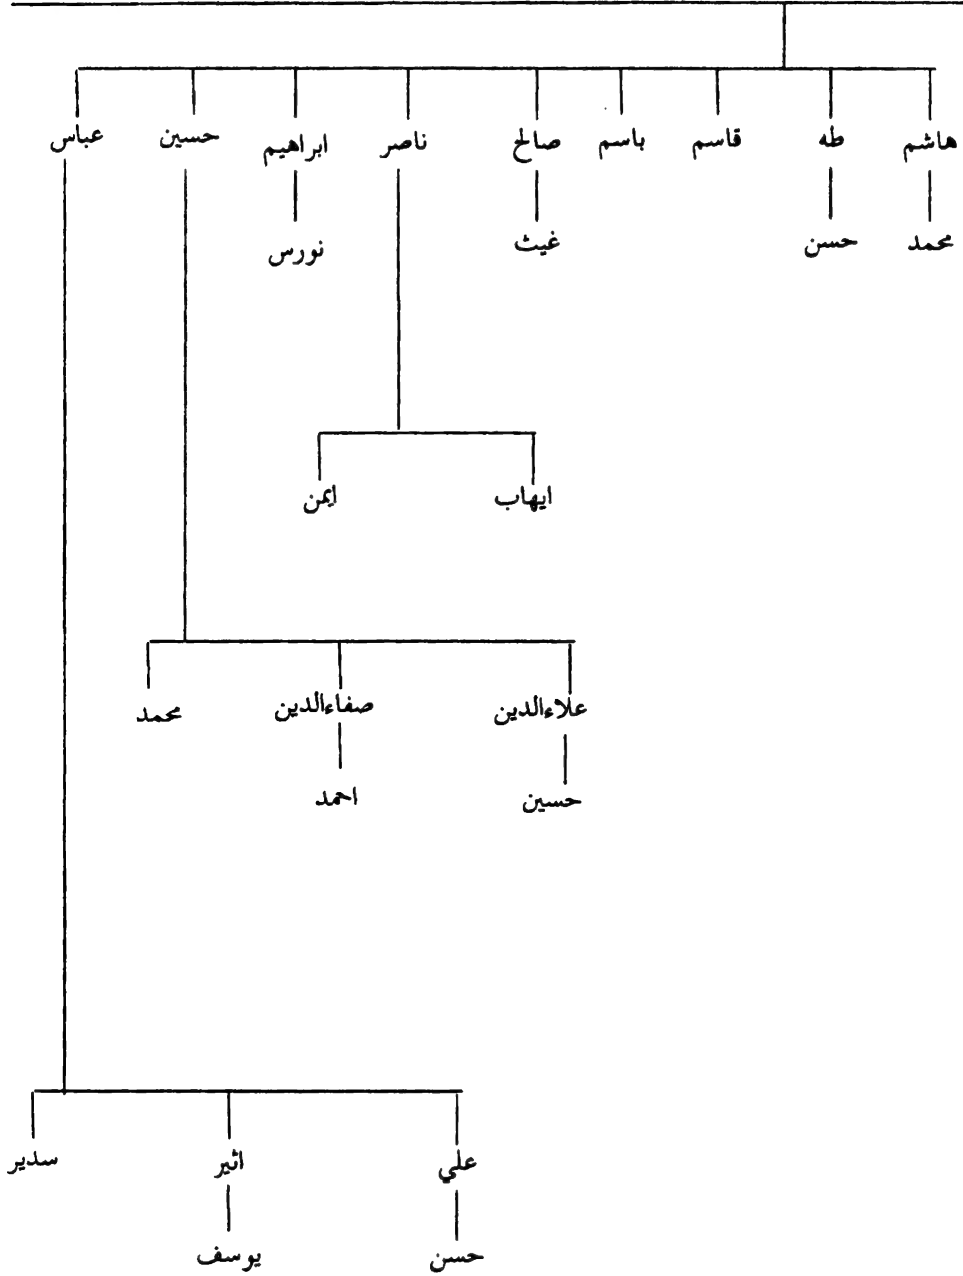 هاشم طه قاسم باسم صالح ناصر ابراهيم حسين عباس
محمد حسن غيث نورس
ايهاب ايمن
علاءالدين صفاءالدين محمد
حسين احمد
علي اثير سدير
حسن يوسف